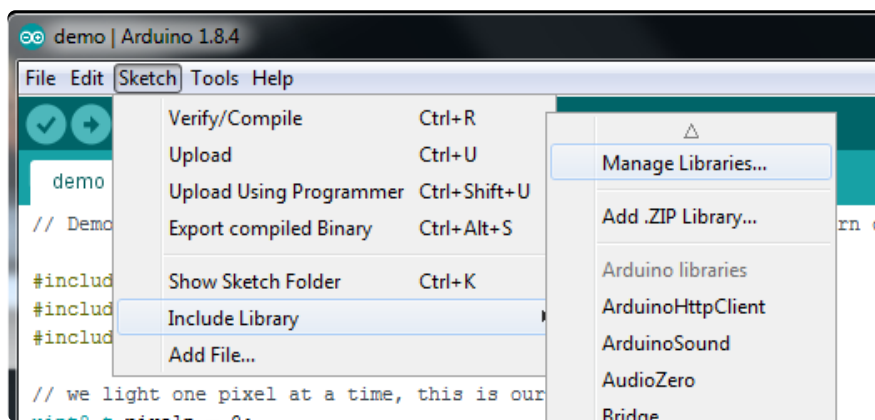 demo | Arduino 1.8.4
File Edit Sketch Tools Help
Verify/Compile Ctrl+R
Upload Ctrl+U
Upload Using Programmer Ctrl+Shift+U
Export compiled Binary Ctrl+Alt+S
Show Sketch Folder Ctrl+K
Include Library
Add File...
Manage Libraries...
Add .ZIP Library...
Arduino libraries
ArduinoHttpClient
ArduinoSound
AudioZero
Bridge
demo
// Demo
#includ
#includ
#includ
// we light one pixel at a time, this is our